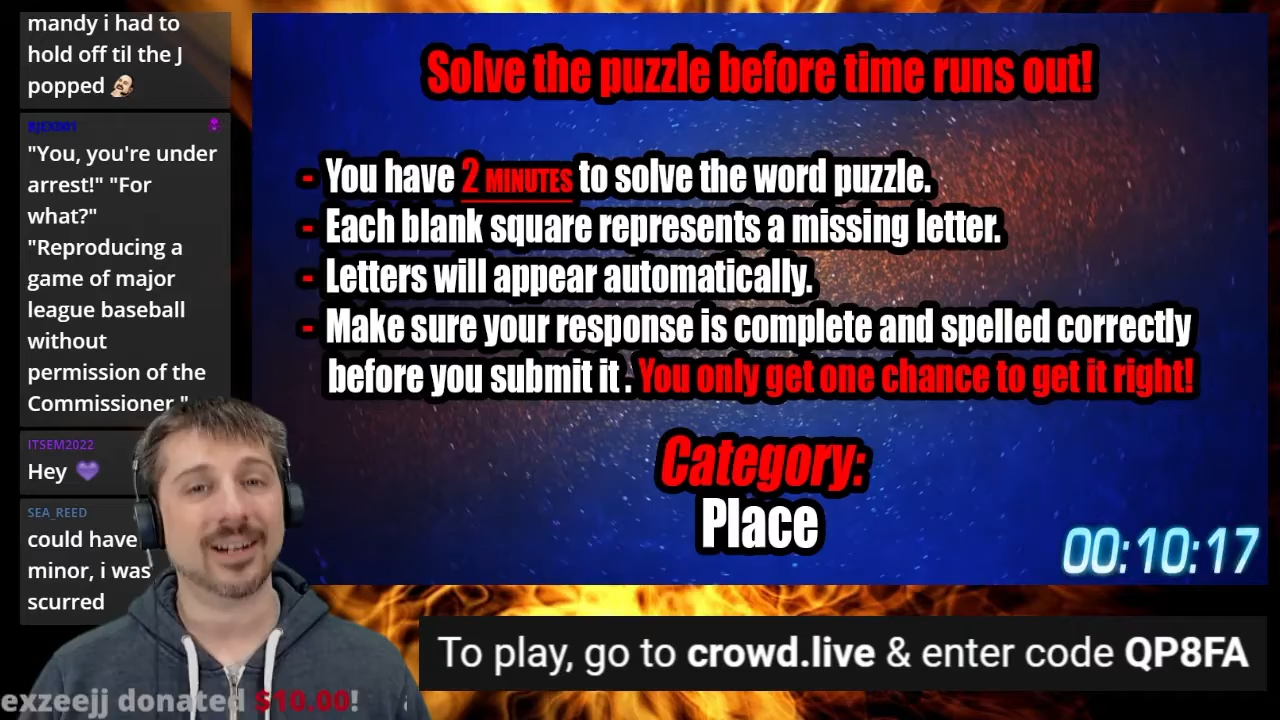 mandy i had to
hold off til the J
popped
"You, you're under
arrest!" "For
what?"
"Reproducing a
game of major
league baseball
without
permission of the
Commissioner "
ITSEM2022
Hey
SEA_REED
could have
minor, i was
scurred
Solve the puzzle before time runs out!
- You have 2 MINUTES to solve the word puzzle.
- Each blank square represents a missing letter.
- Letters will appear automatically.
- Make sure your response is complete and spelled correctly
before you submit it . You only get one chance to get it right!
Category:
Place
00:10:17
To play, go to crowd.live & enter code QP8FA
exzeejj donated $10.00!